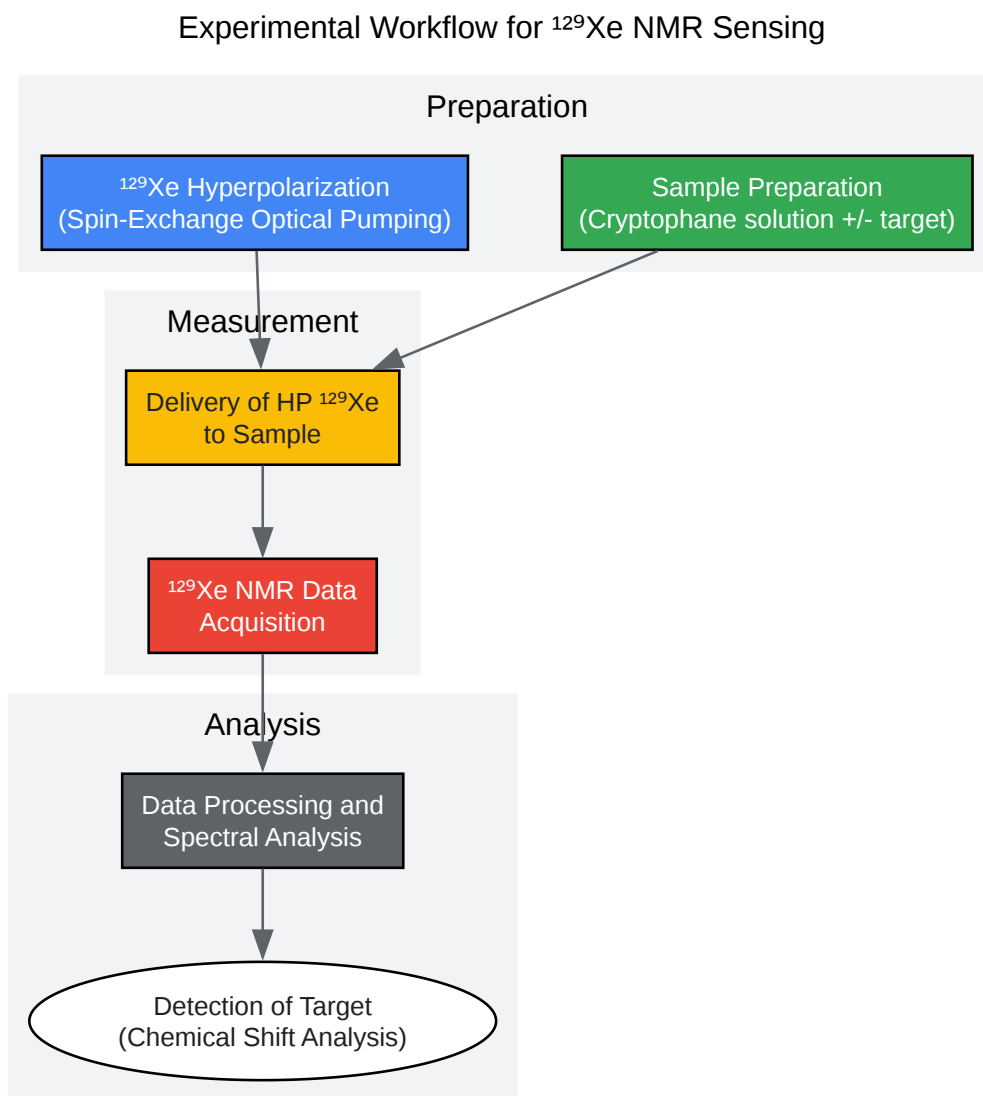 Experimental Workflow for ¹²⁹Xe NMR Sensing
Preparation
¹²⁹Xe Hyperpolarization
(Spin-Exchange Optical Pumping)
Sample Preparation
(Cryptophane solution +/- target)
Measurement
Delivery of HP ¹²⁹Xe
to Sample
¹²⁹Xe NMR Data
Acquisition
Analysis
Data Processing and
Spectral Analysis
Detection of Target
(Chemical Shift Analysis)